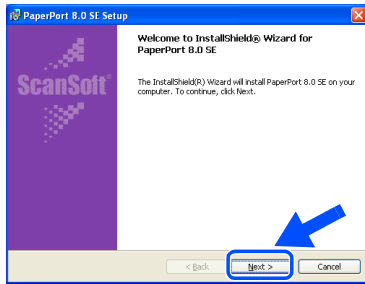 PaperPort 8.0 SE Setup
Welcome to InstallShield® Wizard for
PaperPort 8.0 SE
The InstallShield(R) Wizard will install PaperPort 8.0 SE on your
computer. To continue, click Next.
ScanSoft®
< Back
Next >
Cancel